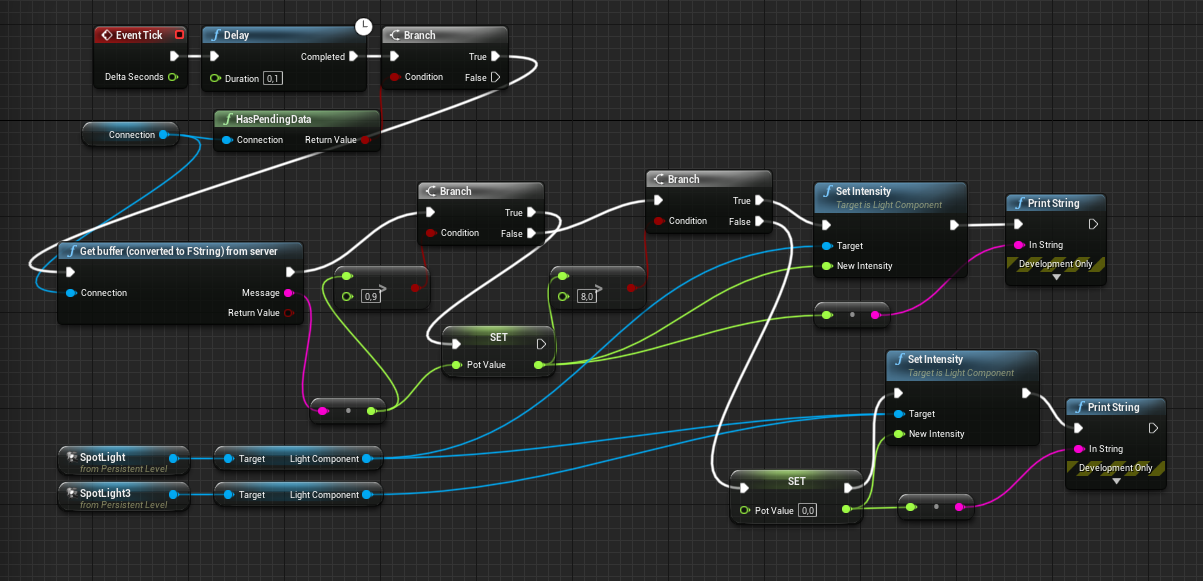 Event Tick
Delta Seconds
Delay
Completed
Duration 0,1
Branch
True
Condition
False
Connection
HasPendingData
Connection
Return Value
Get buffer (converted to FString) from server
Connection
Message
Return Value
Branch
True
Condition
False
>
0,9
SET
Pot Value
>
8,0
Branch
True
Condition
False
Set Intensity
Target is Light Component
Target
New Intensity
Print String
In String
Development Only
Set Intensity
Target is Light Component
Target
New Intensity
Print String
In String
Development Only
SpotLight
from Persistent Level
Target
Light Component
SpotLight3
from Persistent Level
Target
Light Component
SET
Pot Value 0,0